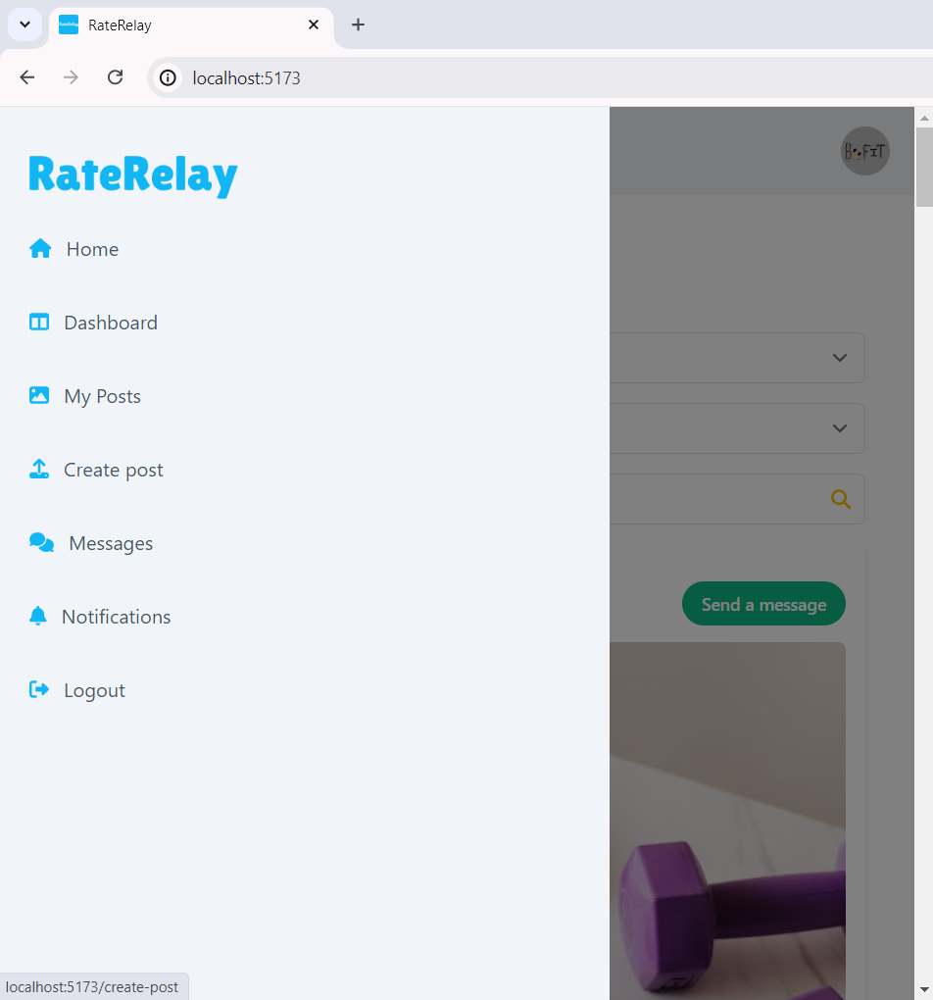 RateRelay
localhost:5173
RateRelay
BOFIT
Home
Dashboard
My Posts
Create post
Messages
Notifications
Send a message
Logout
localhost:5173/create-post